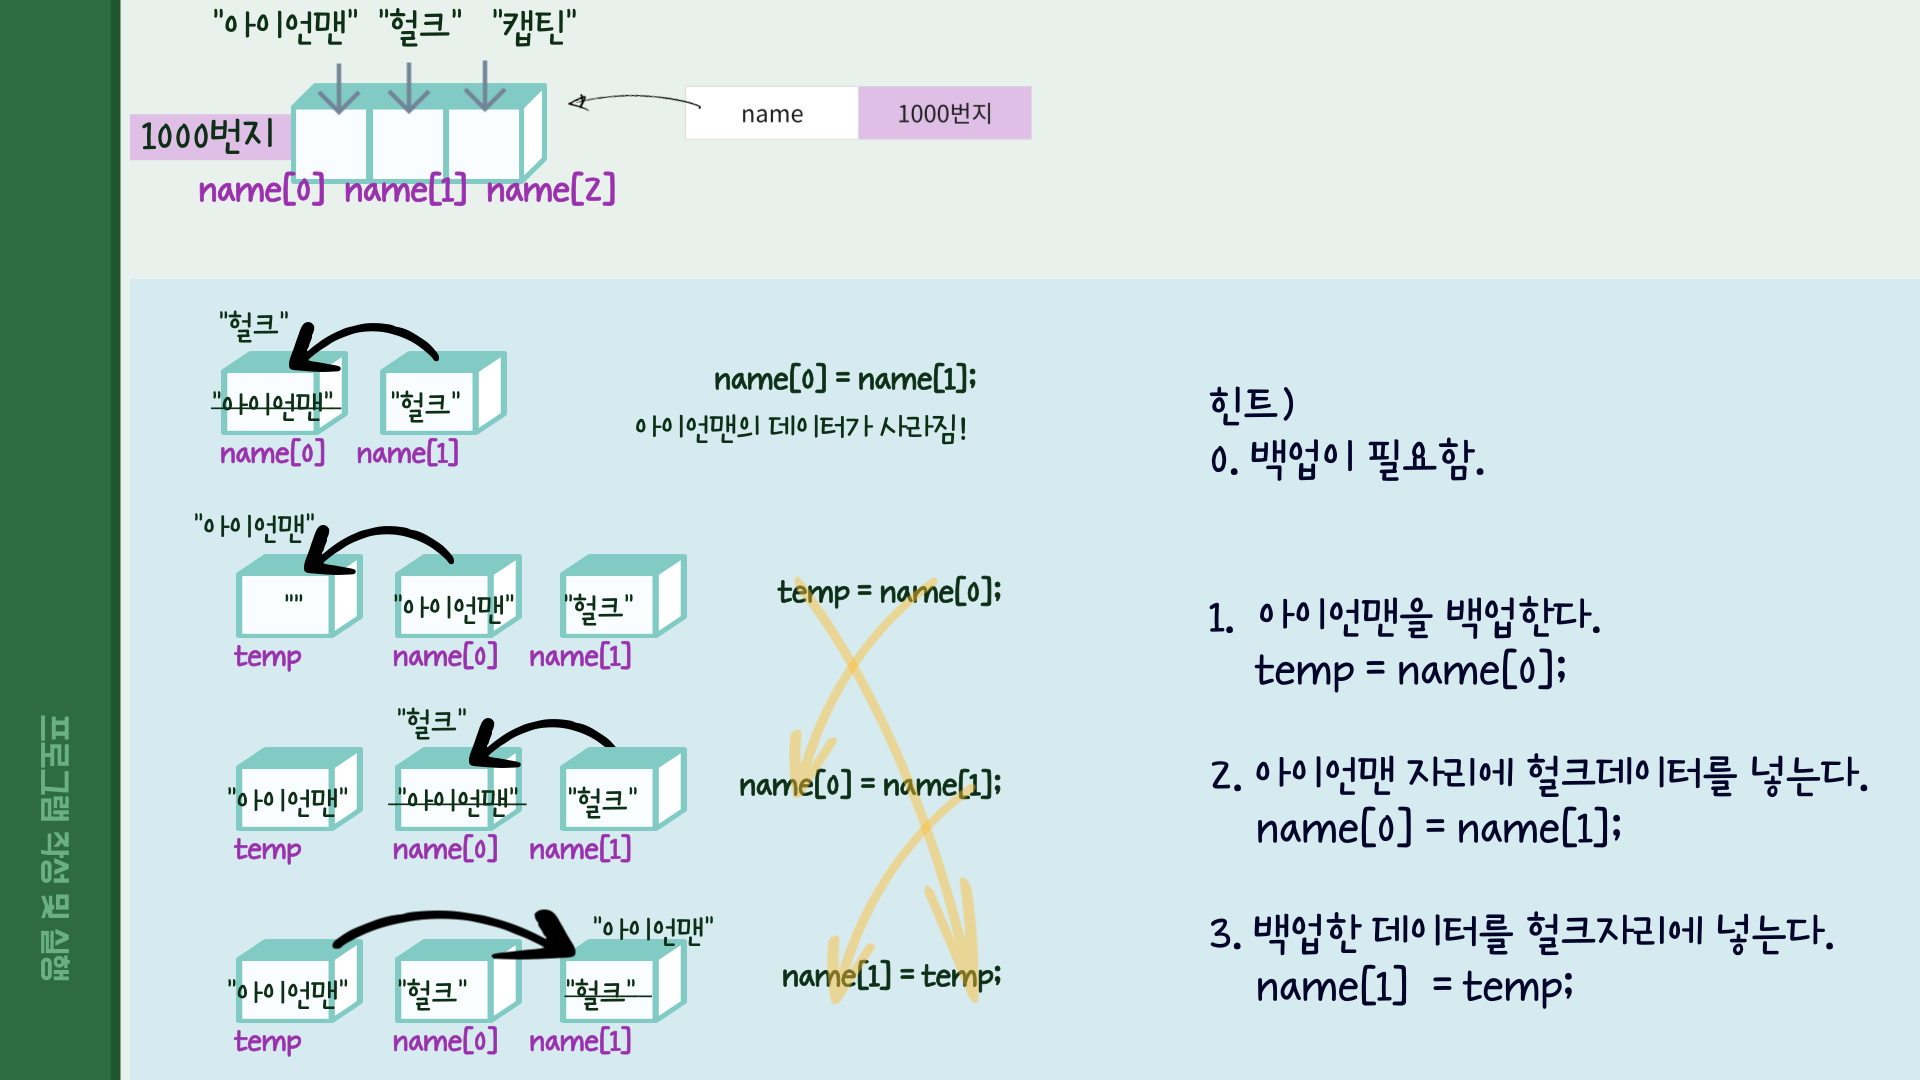 "아이언맨" "헐크" "캡틴"
1000번지
name 1000번지
name[0] name[1] name[2]
"헐크"
"아이언맨" "헐크"
name[0] name[1]
name[0] = name[1];
아이언맨의 데이터가 사라짐!
힌트)
0. 백업이 필요함.
"아이언맨"
"" "아이언맨" "헐크"
temp name[0] name[1]
temp = name[0];
1. 아이언맨을 백업한다.
temp = name[0];
"헐크"
"아이언맨" "아이언맨" "헐크"
temp name[0] name[1]
name[0] = name[1];
2. 아이언맨 자리에 헐크데이터를 넣는다.
name[0] = name[1];
"아이언맨"
"아이언맨" "헐크" "헐크"
temp name[0] name[1]
name[1] = temp;
3. 백업한 데이터를 헐크자리에 넣는다.
name[1] = temp;
프로그램 작성 및 실행